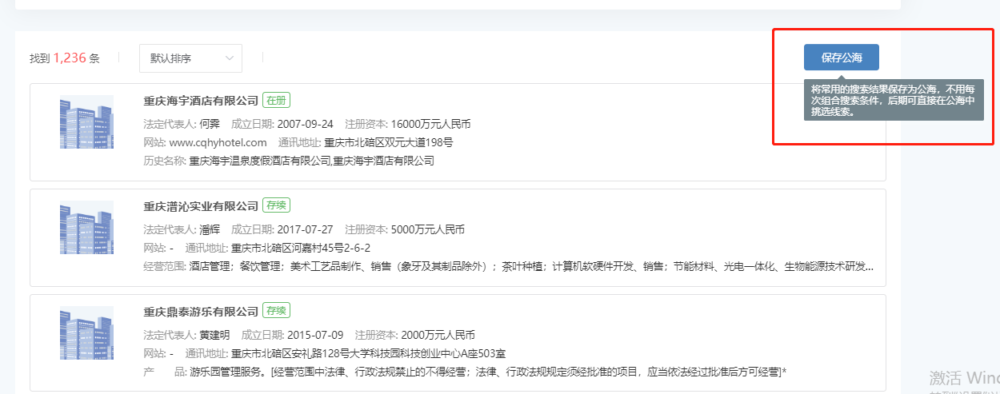 找到 1,236 条
默认排序
保存公海
将常用的搜索结果保存为公海，不用每
次组合搜索条件，后期可直接在公海中
挑选线索。
重庆海宇酒店有限公司 在册
法定代表人: 何霁 成立日期: 2007-09-24 注册资本: 16000万元人民币
网站: www.cqhyhotel.com 通讯地址: 重庆市北碚区双元大道198号
历史名称: 重庆海宇温泉度假酒店有限公司,重庆海宇酒店有限公司
重庆潽沁实业有限公司 存续
法定代表人: 潘辉 成立日期: 2017-07-27 注册资本: 5000万元人民币
网站: - 通讯地址: 重庆市北碚区河嘉村45号2-6-2
经营范围: 酒店管理；餐饮管理；美术工艺品制作、销售（象牙及其制品除外）；茶叶种植；计算机软硬件开发、销售；节能材料、光电一体化、生物能源技术研发...
重庆鼎泰游乐有限公司 存续
法定代表人: 黄建明 成立日期: 2015-07-09 注册资本: 2000万元人民币
网站: - 通讯地址: 重庆市北碚区安礼路128号大学科技园科技创业中心A座503室
产 品: 游乐园管理服务。[经营范围中法律、行政法规禁止的不得经营；法律、行政法规规定须经批准的项目，应当依法经过批准后方可经营]*
激活 Wind